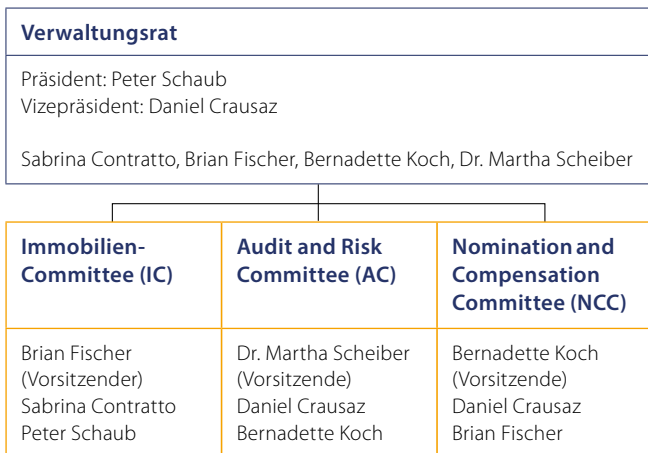 Verwaltungsrat
Präsident: Peter Schaub
Vizepräsident: Daniel Crausaz
Sabrina Contratto, Brian Fischer, Bernadette Koch, Dr. Martha Scheiber
Immobilien-
Committee (IC)
Brian Fischer
(Vorsitzender)
Sabrina Contratto
Peter Schaub
Audit and Risk
Committee (AC)
Dr. Martha Scheiber
(Vorsitzende)
Daniel Crausaz
Bernadette Koch
Nomination and
Compensation
Committee (NCC)
Bernadette Koch
(Vorsitzende)
Daniel Crausaz
Brian Fischer